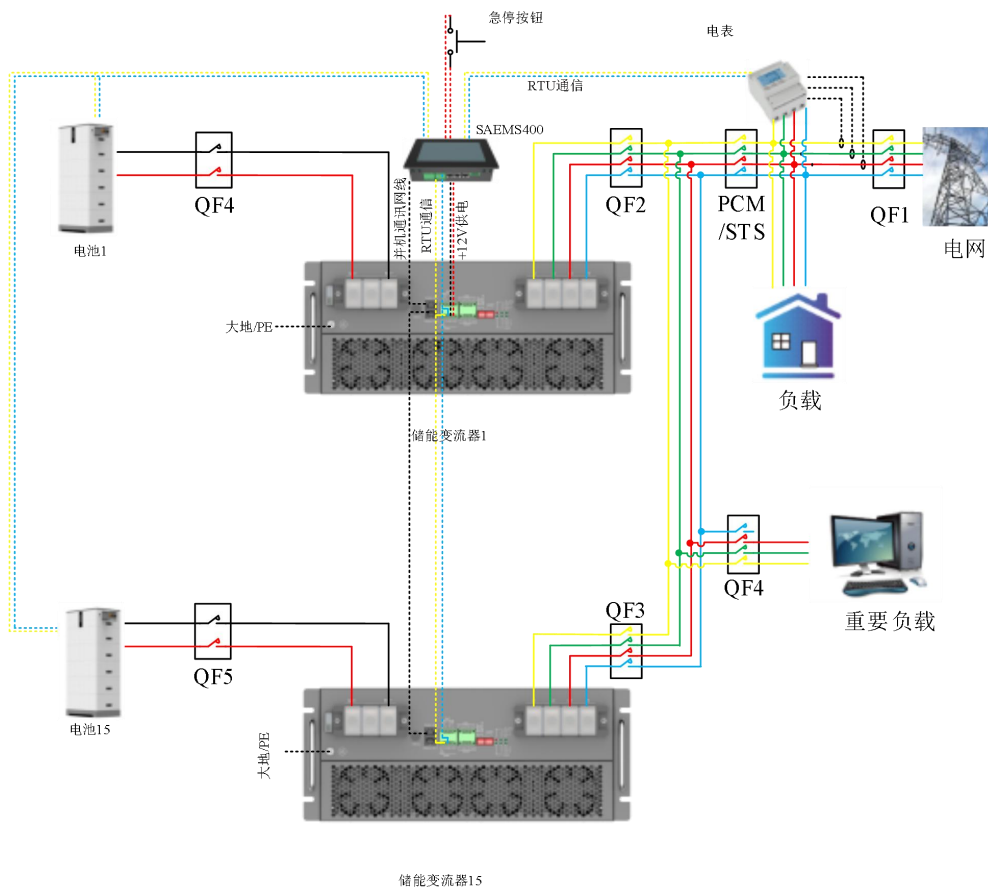 急停按钮
电表
RTU通信
SAEMS400
QF4
QF2
PCM
/STS
QF1
电网
电池1
并机通讯网线
RTU通信
+12V供电
大地/PE
负载
储能变流器1
QF4
重要负载
QF3
QF5
电池15
大地/PE
储能变流器15